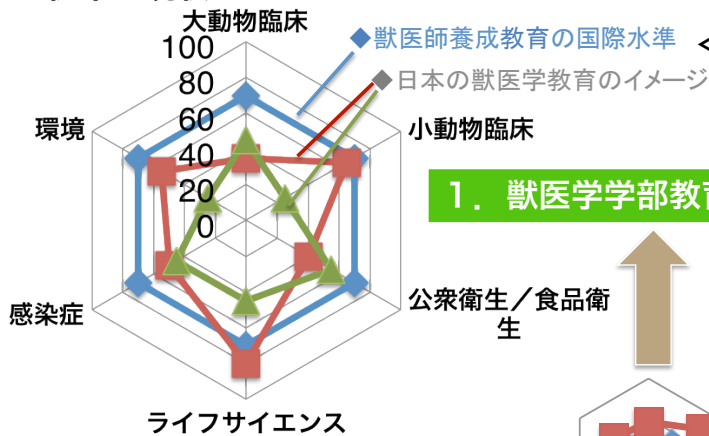 大動物臨床
100
80
60
40
20
0
◆獣医師養成教育の国際水準
◆日本の獣医学教育のイメージ
環境
小動物臨床
1．獣医学学部教育
感染症
公衆衛生／食品衛
生
ライフサイエンス